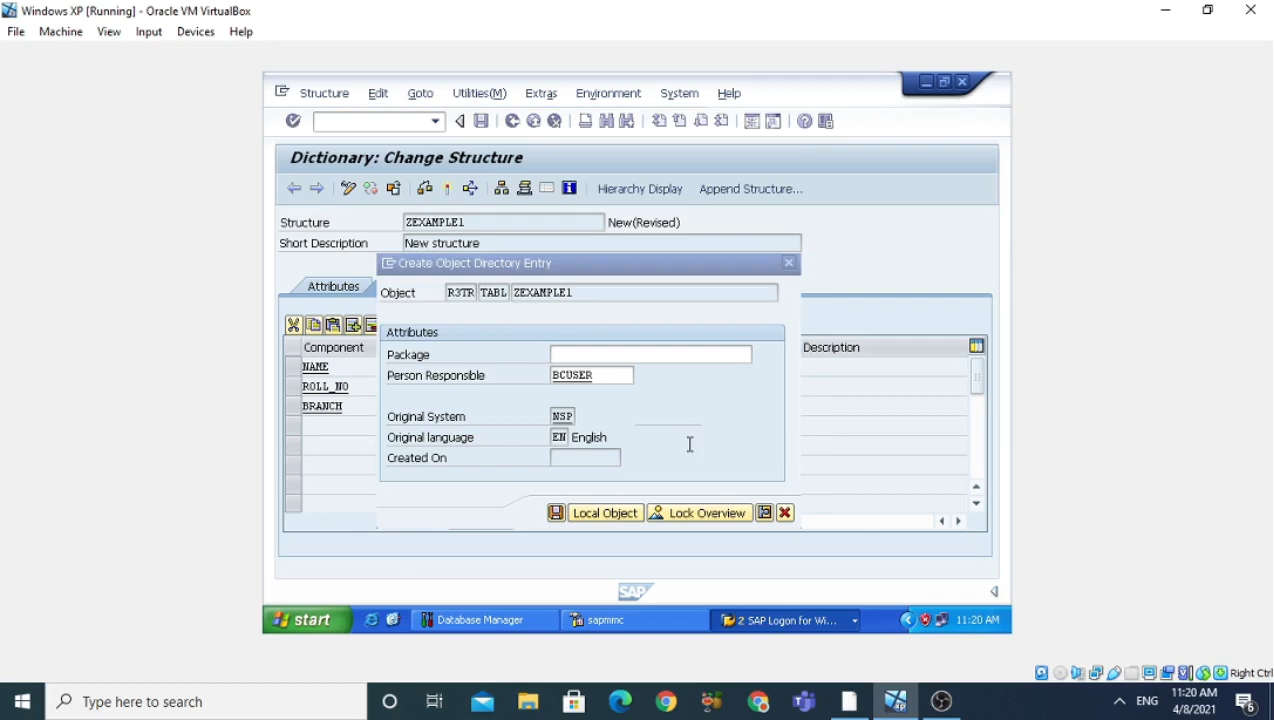 Windows XP [Running] - Oracle VM VirtualBox
File Machine View Input Devices Help
Structure Edit Goto Utilities(M) Extras Environment System Help
Dictionary: Change Structure
Hierarchy Display Append Structure...
Structure ZEXAMPLE1 New(Revised)
Short Description New structure
Create Object Directory Entry
Attributes
Object R3TR TABL ZEXAMPLE1
Attributes
Component
Description
Package
NAME
Person Responsible BCUSER
ROLL_NO
BRANCH
Original System NSP
Original language EN English
Created On
Local Object Lock Overview
SAP
start Database Manager sapmmc 2 SAP Logon for Wi... 11:20 AM
Right Ctrl
Type here to search
ENG 11:20 AM
4/8/2021
6